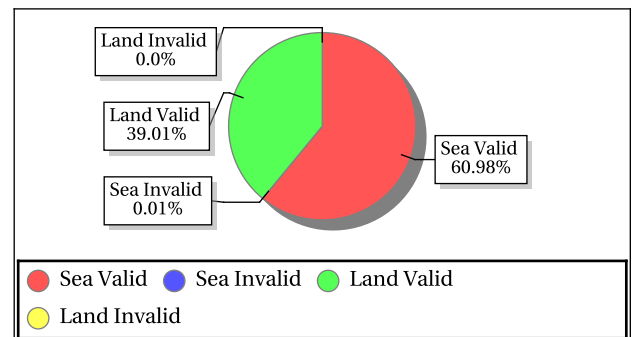 Land Invalid
0.0%
Land Valid
39.01%
Sea Valid
60.98%
Sea Invalid
0.01%
Sea Valid Sea Invalid Land Valid
Land Invalid